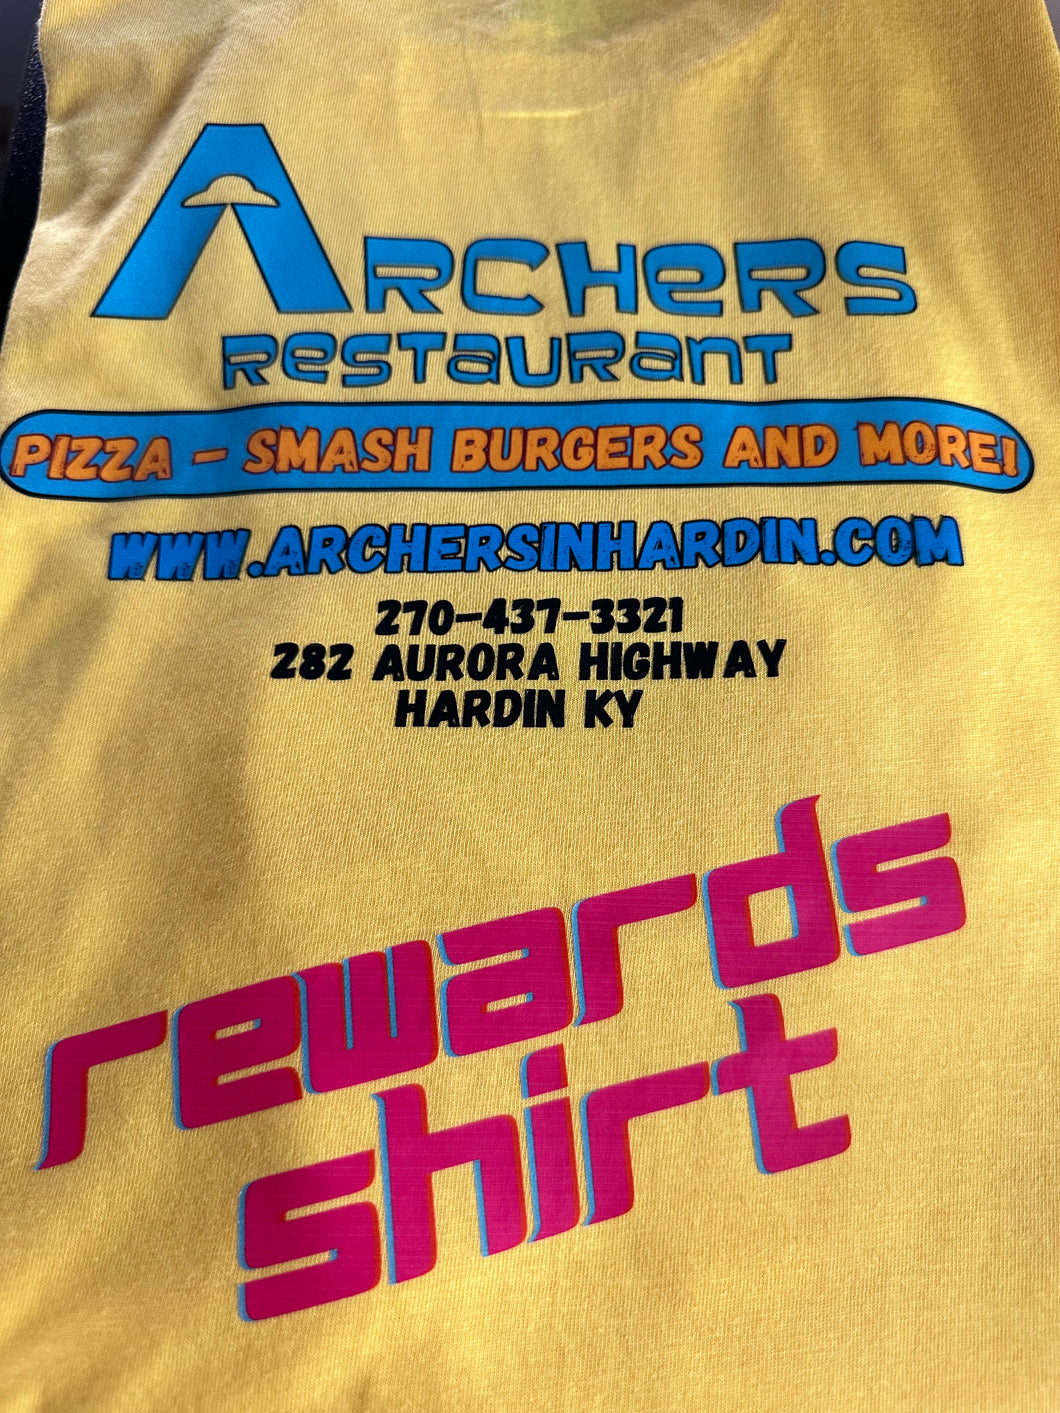 ARCHeRS
ReSTauRanT
PIZZA - SMASH BURGERS AND MORE!
WWW.ARCHERSINHARDIN.COM
270-437-3321
282 AURORA HIGHWAY
HARDIN KY
rewards
shirt